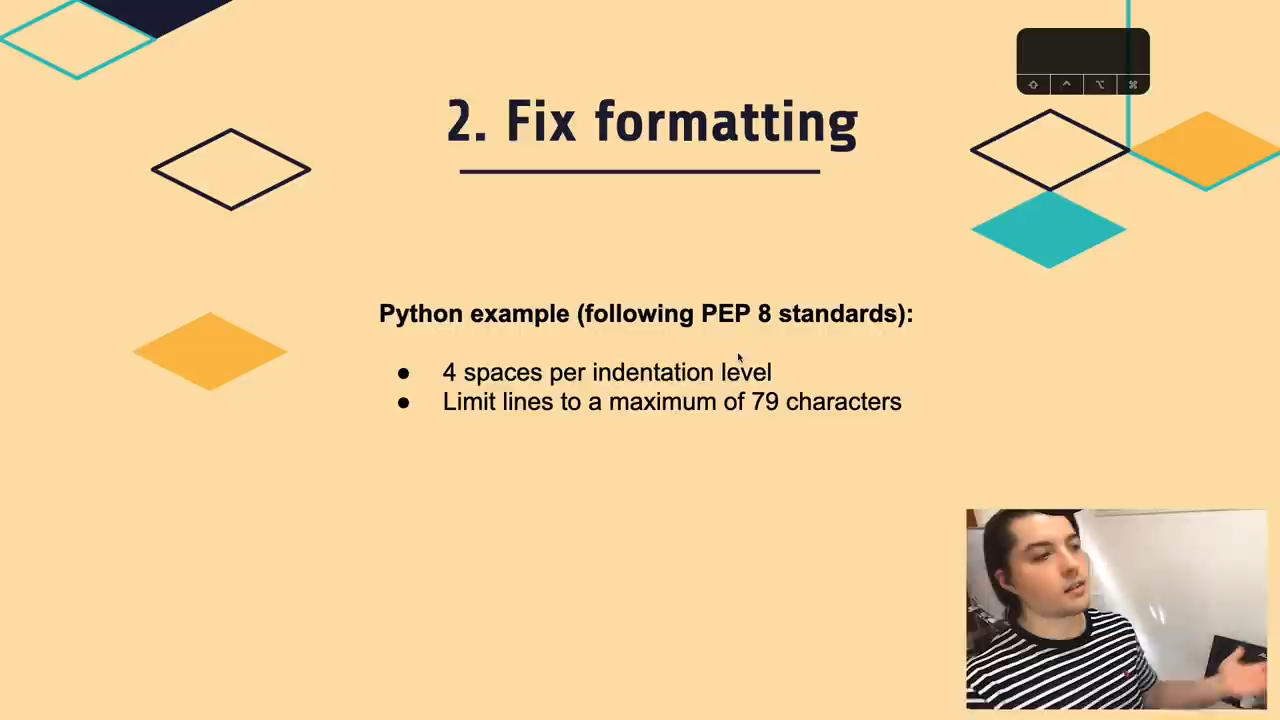 2. Fix formatting
Python example (following PEP 8 standards):
● 4 spaces per indentation level
● Limit lines to a maximum of 79 characters